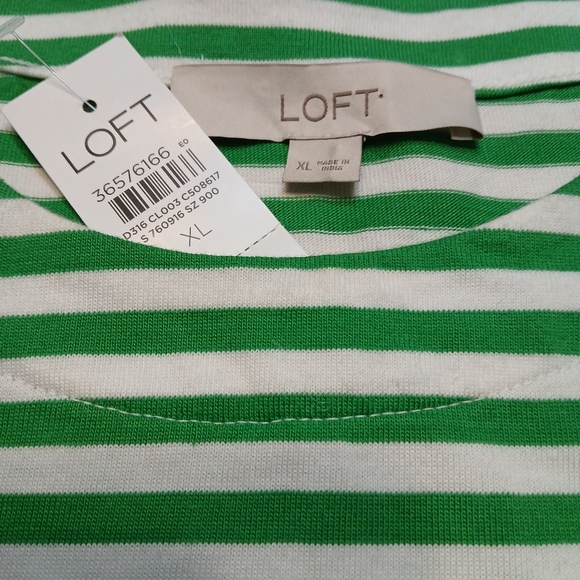 LOFT
36576166 E0
D316 CL003 C508617
S 760916 SZ 900
XL
LOFT
XL MADE IN
INDIA